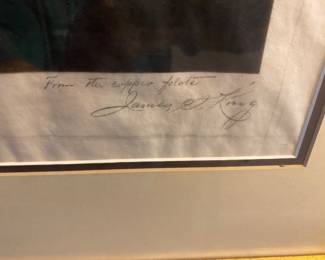 From the copper plate
James S. King